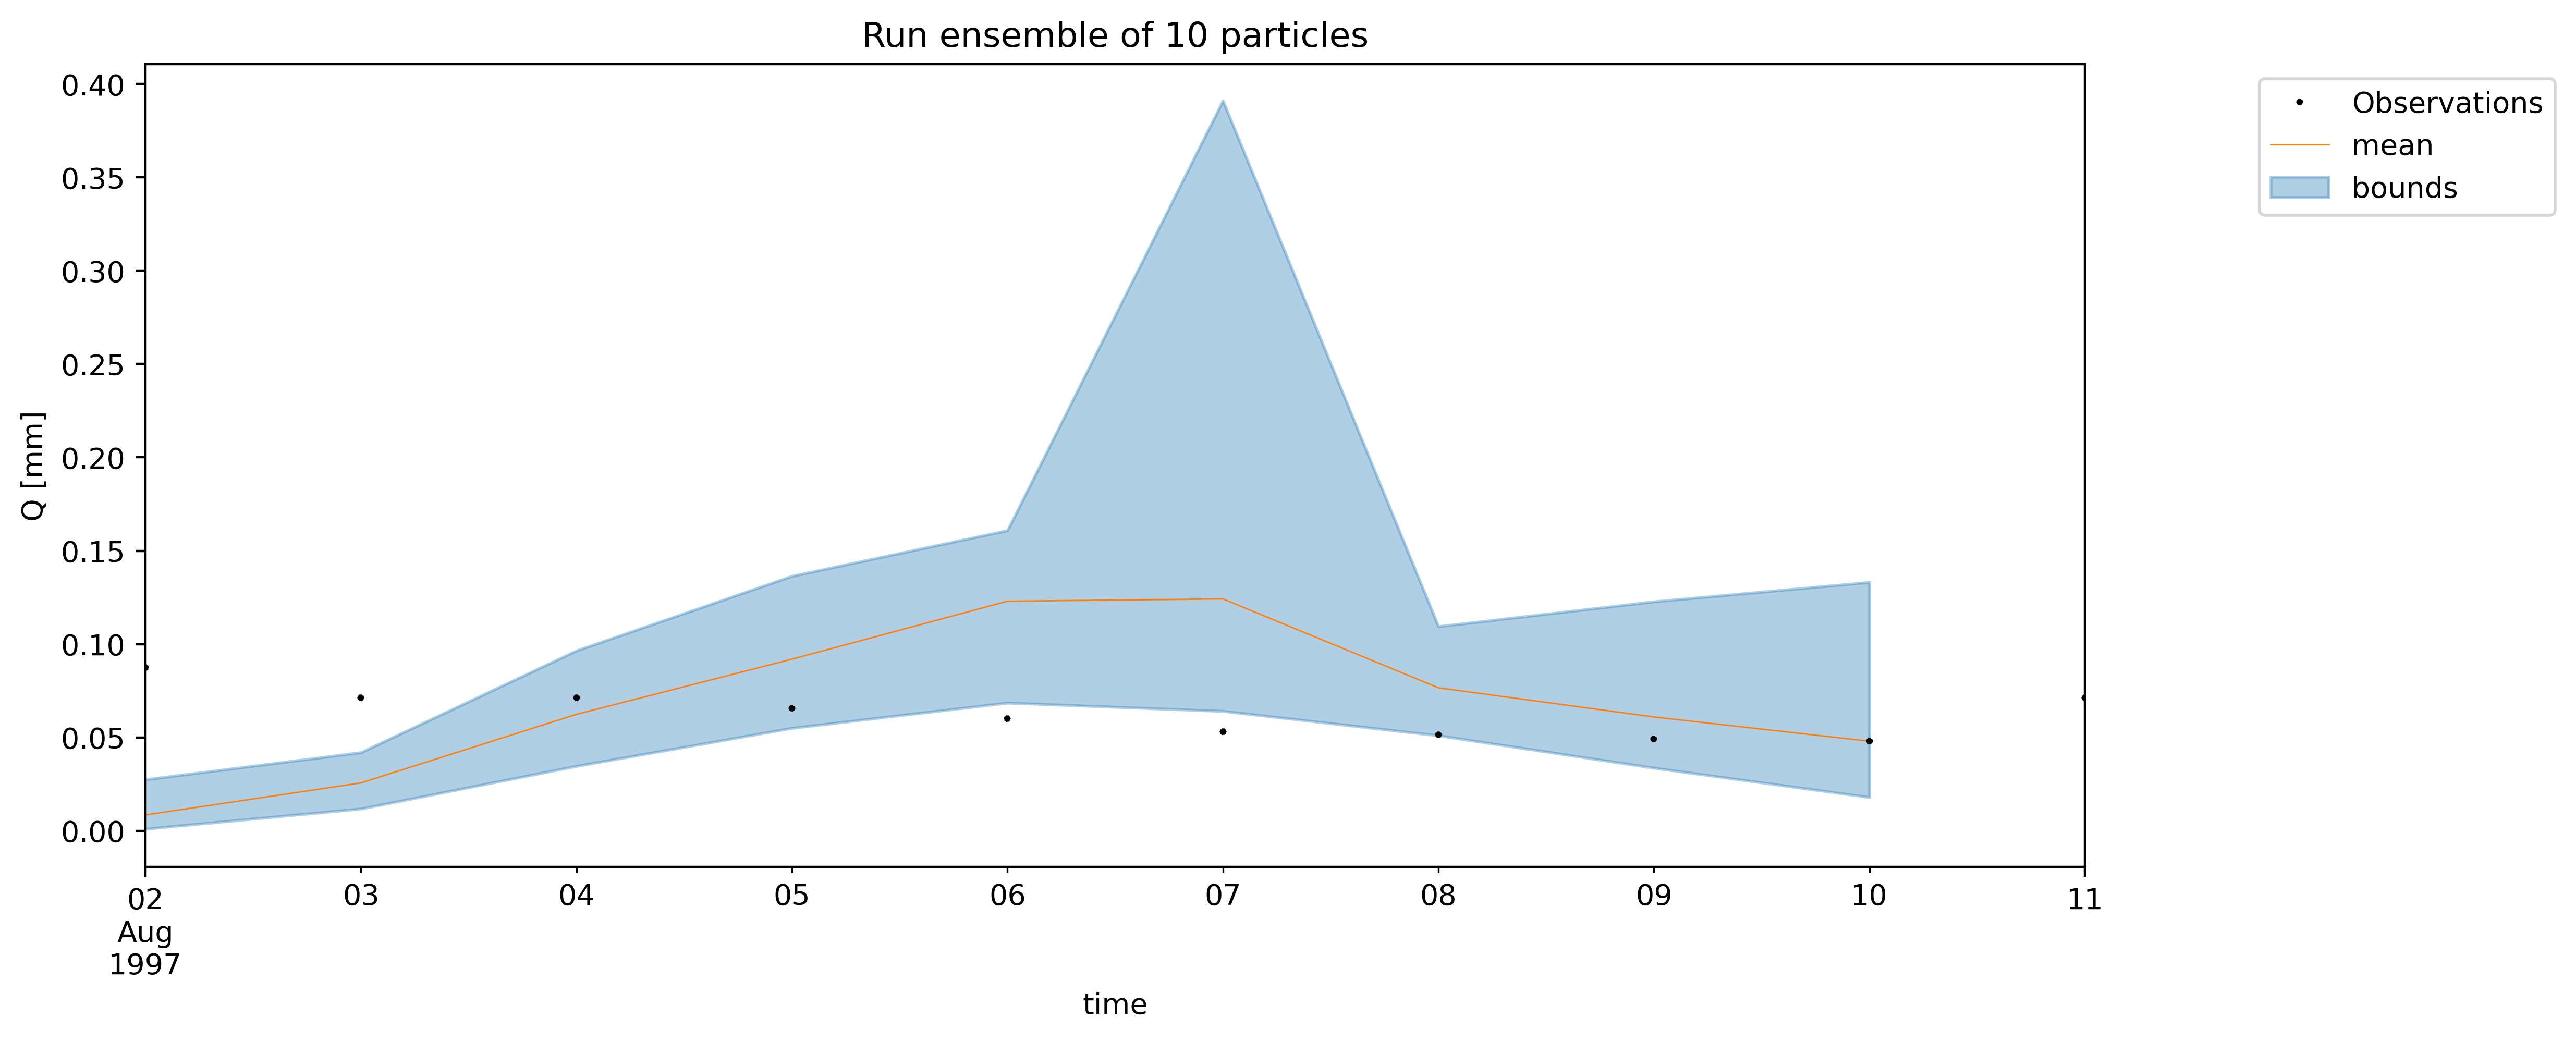 Run ensemble of 10 particles
0.40
0.35
0.30
0.25
0.20
0.15
0.10
0.05
0.00
Q [mm]
02 03 04 05 06 07 08 09 10 11
Aug
1997
time
Observations
mean
bounds